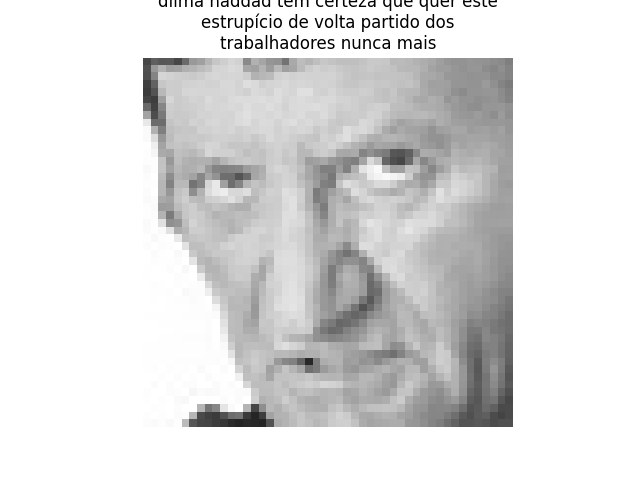 dilma haddad tem certeza que quer este
estrupício de volta partido dos
trabalhadores nunca mais